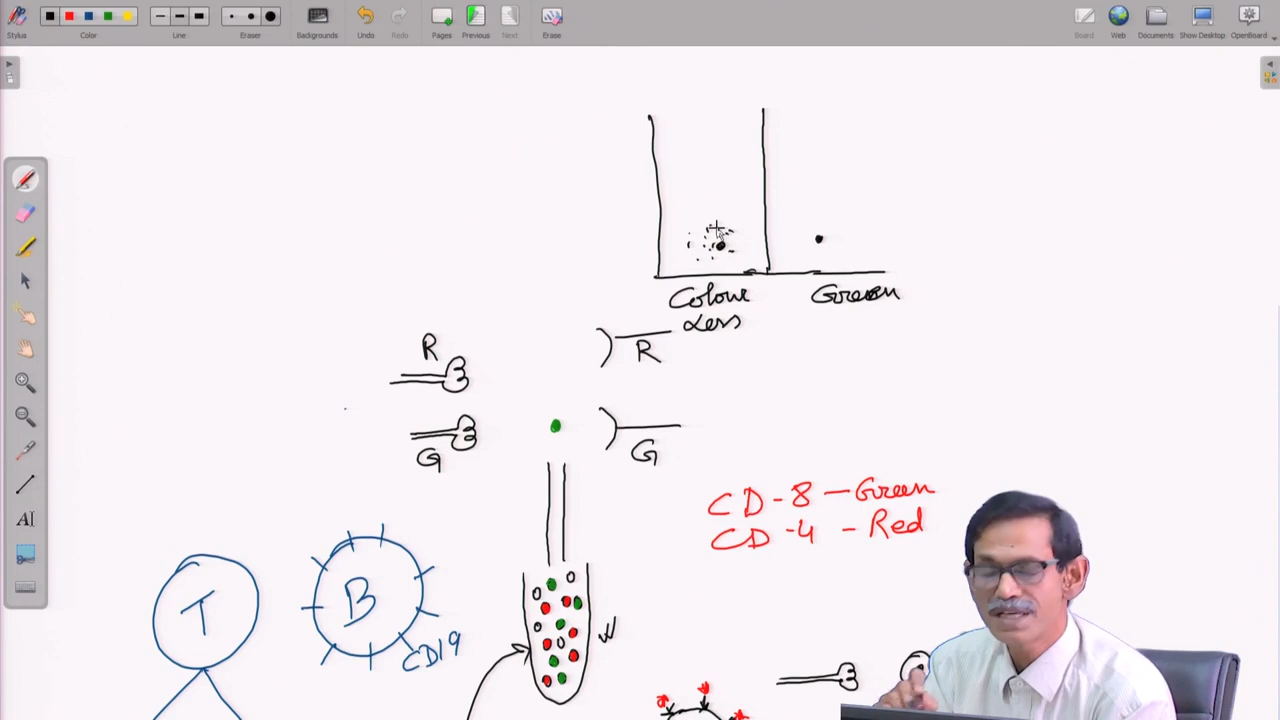 Stylus
Color
Line
Eraser
Backgrounds
Undo
Redo
Pages
Previous
Next
Erase
Board
Web
Documents
Show Desktop
OpenBoard
AI
Colour
Less
Green
R
R
G
G
CD-8 – Green
CD-4 – Red
T
B
CD19
W